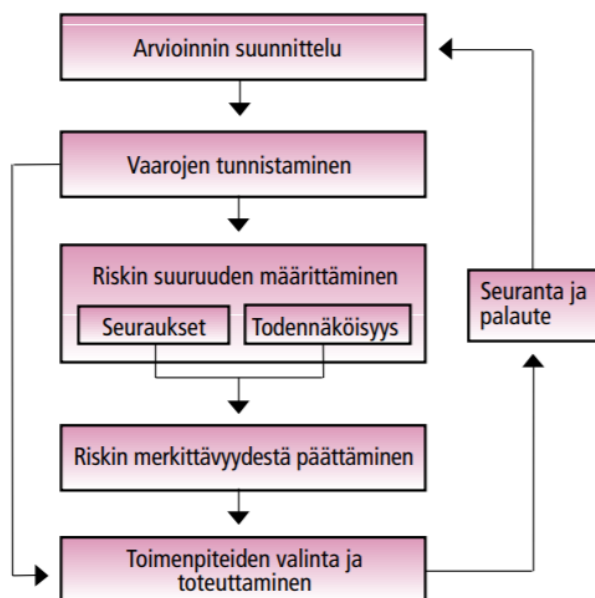 Arvioinnin suunnittelu
Vaarojen tunnistaminen
Riskin suuruuden määrittäminen
Seuraukset
Todennäköisyys
Riskin merkittävyydestä päättäminen
Toimenpiteiden valinta ja
toteuttaminen
Seuranta ja
palaute